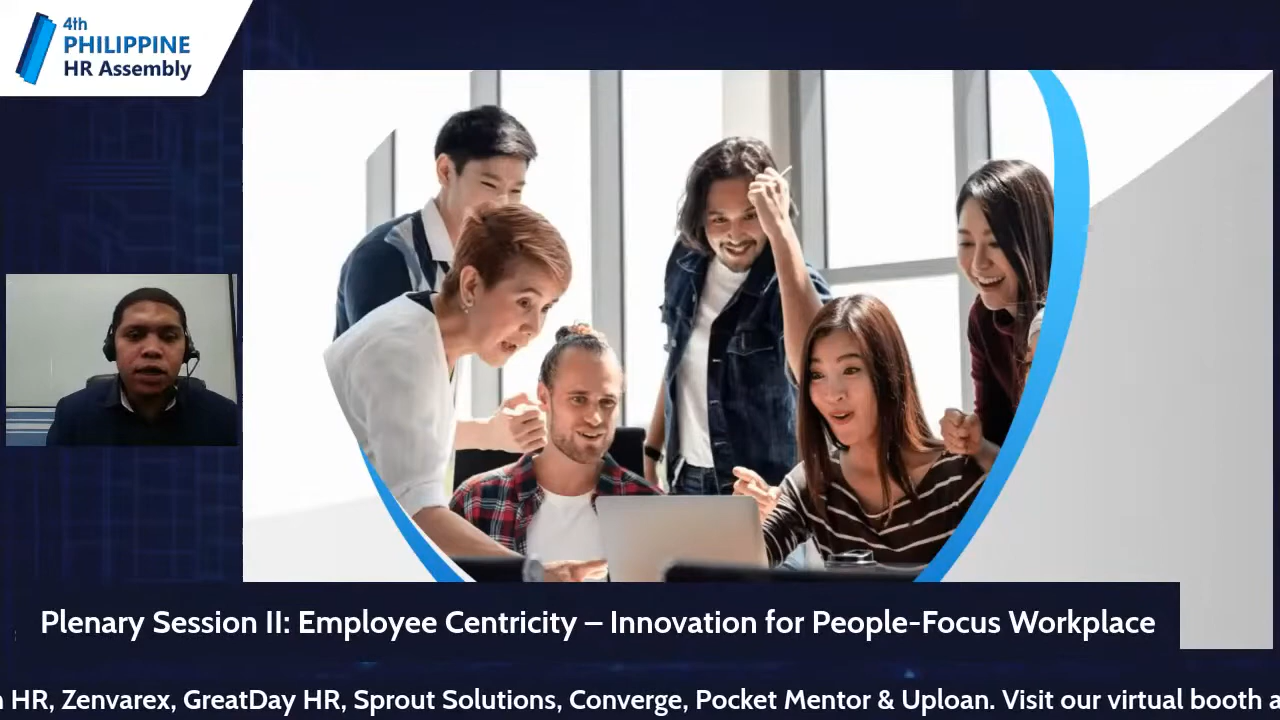 4th
PHILIPPINE
HR Assembly
Plenary Session II: Employee Centricity – Innovation for People-Focus Workplace
HR, Zenvarex, GreatDay HR, Sprout Solutions, Converge, Pocket Mentor & Uploan. Visit our virtual booth